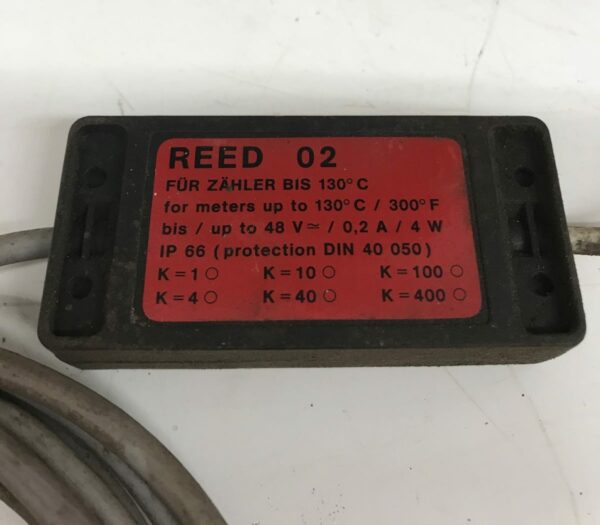 REED 02
FÜR ZÄHLER BIS 130°C
for meters up to 130°C / 300°F
bis / up to 48 V ≃ / 0,2 A / 4 W
IP 66 (protection DIN 40 050)
K = 1 ○ K = 10 ○ K = 100 ○
K = 4 ○ K = 40 ○ K = 400 ○